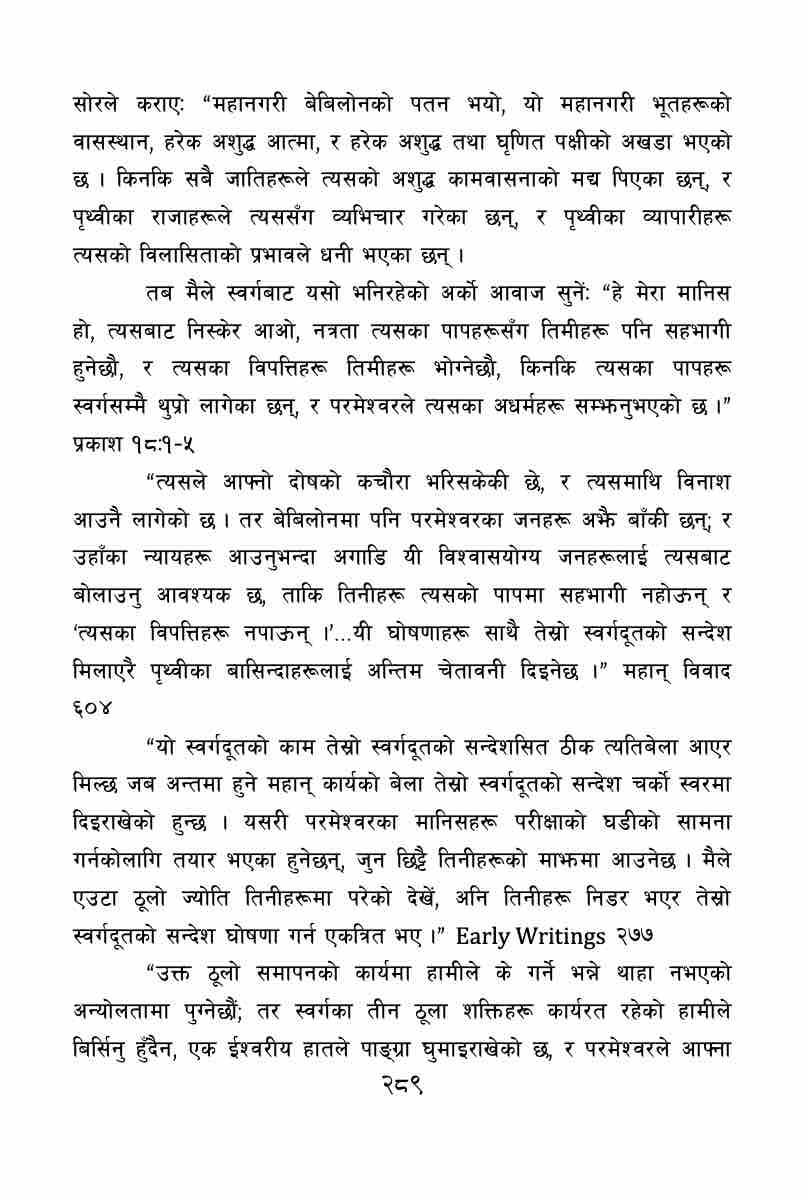 सोरले कराए: “महानगरी बेबिलोनको पतन भयो, यो महानगरी भूतहरूको
वासस्थान, हरेक अशुद्ध आत्मा, र हरेक अशुद्ध तथा घृणित पक्षीको अखडा भएको
छ । किनकि सबै जातिहरूले त्यसको अशुद्ध कामवासनाको मद्य पिएका छन्, र
पृथ्वीका राजाहरूले त्यससँग व्यभिचार गरेका छन्, र पृथ्वीका व्यापारीहरू
त्यसको विलासिताको प्रभावले धनी भएका छन् ।
तब मैले स्वर्गबाट यसो भनिरहेको अर्को आवाज सुनें: “हे मेरा मानिस
हो, त्यसबाट निस्केर आओ, नत्रता त्यसका पापहरूसँग तिमीहरू पनि सहभागी
हुनेछौ, र त्यसका विपत्तिहरू तिमीहरू भोग्नेछौ, किनकि त्यसका पापहरू
स्वर्गसम्मै थुप्रो लागेका छन्, र परमेश्वरले त्यसका अधर्महरू सम्झनुभएको छ ।”
प्रकाश १८:१-५
“त्यसले आफ्नो दोषको कचौरा भरिसकेकी छे, र त्यसमाथि विनाश
आउनै लागेको छ । तर बेबिलोनमा पनि परमेश्वरका जनहरू अझै बाँकी छन्; र
उहाँका न्यायहरू आउनुभन्दा अगाडि यी विश्वासयोग्य जनहरूलाई त्यसबाट
बोलाउनु आवश्यक छ, ताकि तिनीहरू त्यसको पापमा सहभागी नहोऊन् र
‘त्यसका विपत्तिहरू नपाऊन् ।’...यी घोषणाहरू साथै तेस्रो स्वर्गदूतको सन्देश
मिलाएरै पृथ्वीका बासिन्दाहरूलाई अन्तिम चेतावनी दिइनेछ ।” महान् विवाद
६०४
“यो स्वर्गदूतको काम तेस्रो स्वर्गदूतको सन्देशसित ठीक त्यतिबेला आएर
मिल्छ जब अन्तमा हुने महान् कार्यको बेला तेस्रो स्वर्गदूतको सन्देश चर्को स्वरमा
दिइराखेको हुन्छ । यसरी परमेश्वरका मानिसहरू परीक्षाको घडीको सामना
गर्नकोलागि तयार भएका हुनेछन्, जुन छिट्टै तिनीहरूको माझमा आउनेछ । मैले
एउटा ठूलो ज्योति तिनीहरूमा परेको देखें, अनि तिनीहरू निडर भएर तेस्रो
स्वर्गदूतको सन्देश घोषणा गर्न एकत्रित भए ।” Early Writings २७७
“उक्त ठूलो समापनको कार्यमा हामीले के गर्ने भन्ने थाहा नभएको
अन्योलतामा पुग्नेछौं; तर स्वर्गका तीन ठूला शक्तिहरू कार्यरत रहेको हामीले
बिर्सिनु हुँदैन, एक ईश्वरीय हातले पाङ्ग्रा घुमाइराखेको छ, र परमेश्वरले आफ्ना
२८९